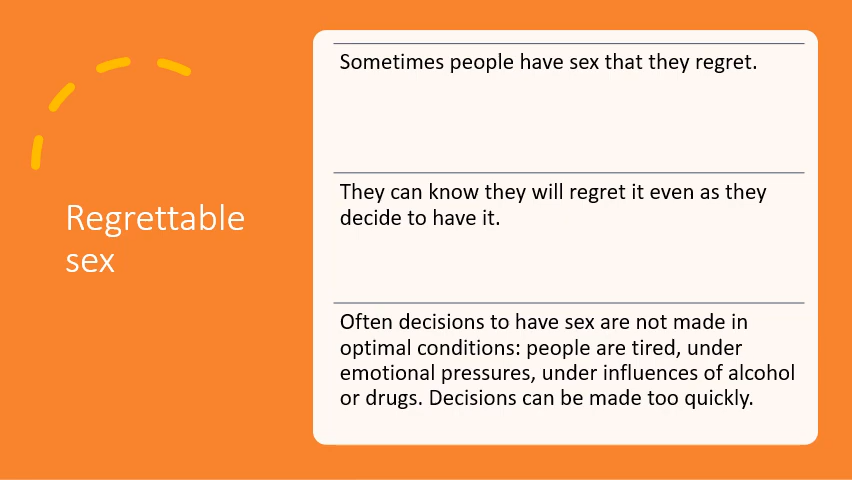 Regrettable
sex
Sometimes people have sex that they regret.
They can know they will regret it even as they
decide to have it.
Often decisions to have sex are not made in
optimal conditions: people are tired, under
emotional pressures, under influences of alcohol
or drugs. Decisions can be made too quickly.